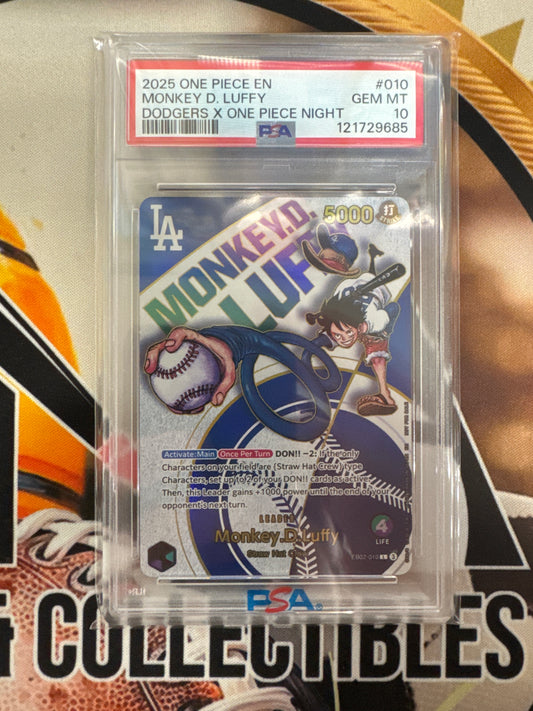 2025 ONE PIECE EN #010
MONKEY D. LUFFY GEM MT
DODGERS X ONE PIECE NIGHT 10
PSA 121729685
LA
5000 打
MONKEY.D.
LUFFY
Activate:Main Once Per Turn DON!! −2: If the only
Characters on your field are {Straw Hat Crew} type
Characters, set up to 2 of your DON!! cards as active.
Then, this Leader gains +1000 power until the end of your
opponent's next turn.
LEADER
Monkey.D.Luffy
Straw Hat Crew
4
LIFE
EB02-010 L
PSA
& COLLECTIBLES